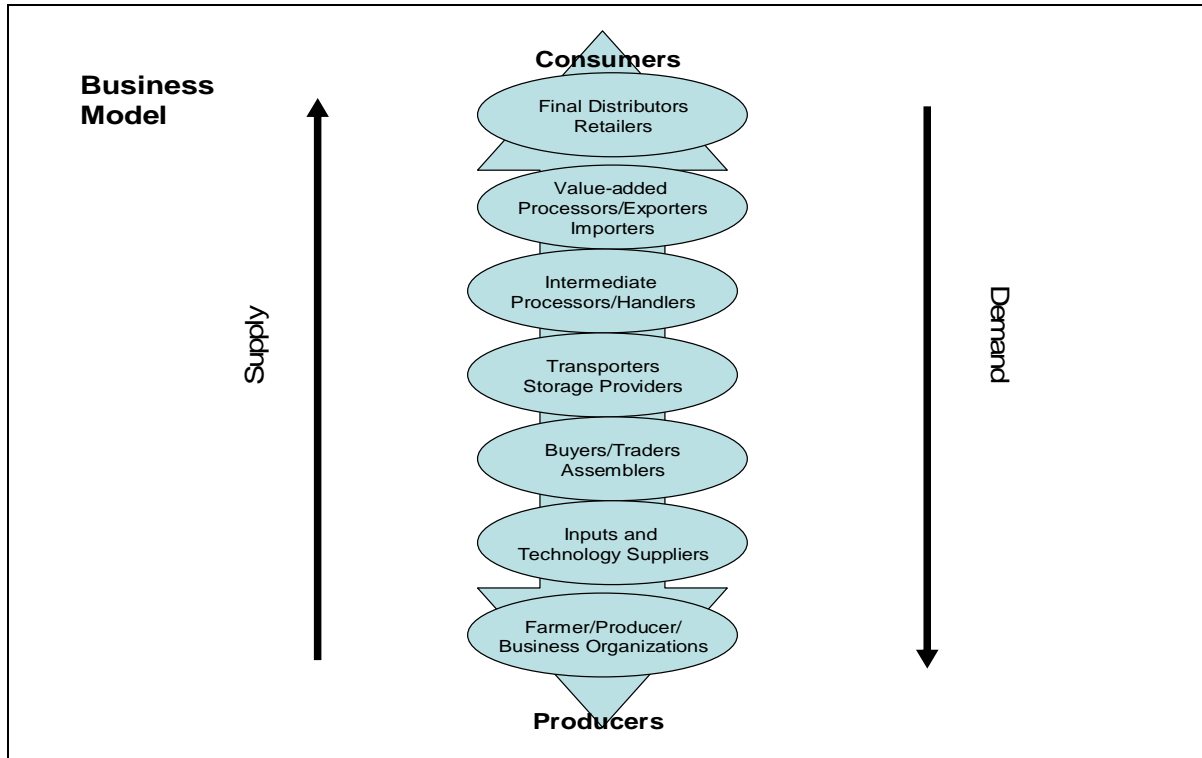 Business
Model
Consumers
Final Distributors
Retailers
Value-added
Processors/Exporters
Importers
Intermediate
Processors/Handlers
Transporters
Storage Providers
Buyers/Traders
Assemblers
Inputs and
Technology Suppliers
Farmer/Producer/
Business Organizations
Producers
Supply
Demand